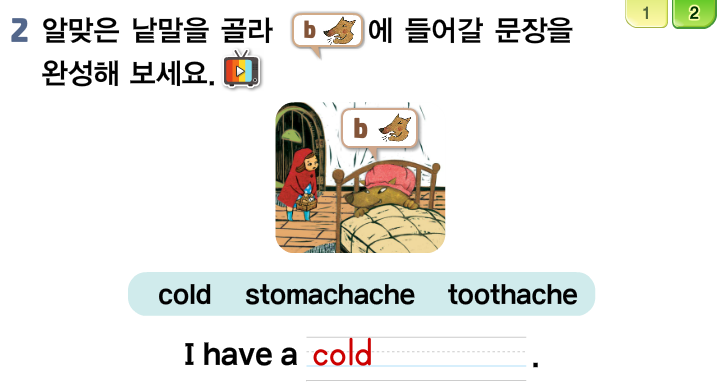 1 2
2 알맞은 낱말을 골라 b 에 들어갈 문장을
완성해 보세요.
b
cold stomachache toothache
I have a cold.